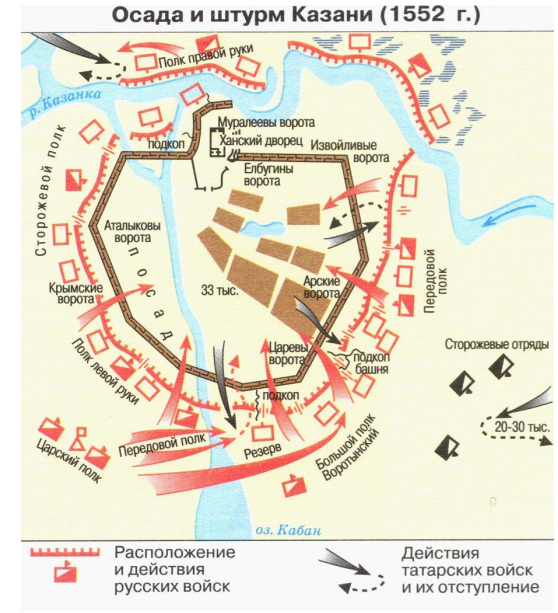 Осада и штурм Казани (1552 г.)
Полк правой руки
р. Казанка
Муралеевы ворота
Ханский дворец
подкоп
Извойливые
ворота
Елбугины
ворота
Сторожевой полк
Аталыковы
ворота
посад
Крымские
ворота
33 тыс.
Арские
ворота
Передовой
полк
Царевы
ворота
подкоп
башня
Сторожевые отряды
20-30 тыс.
Полк левой руки
подкоп
Царский полк
Передовой полк
Резерв
Большой полк
Воротынский
оз. Кабан
Расположение
и действия
русских войск
Действия
татарских войск
и их отступление